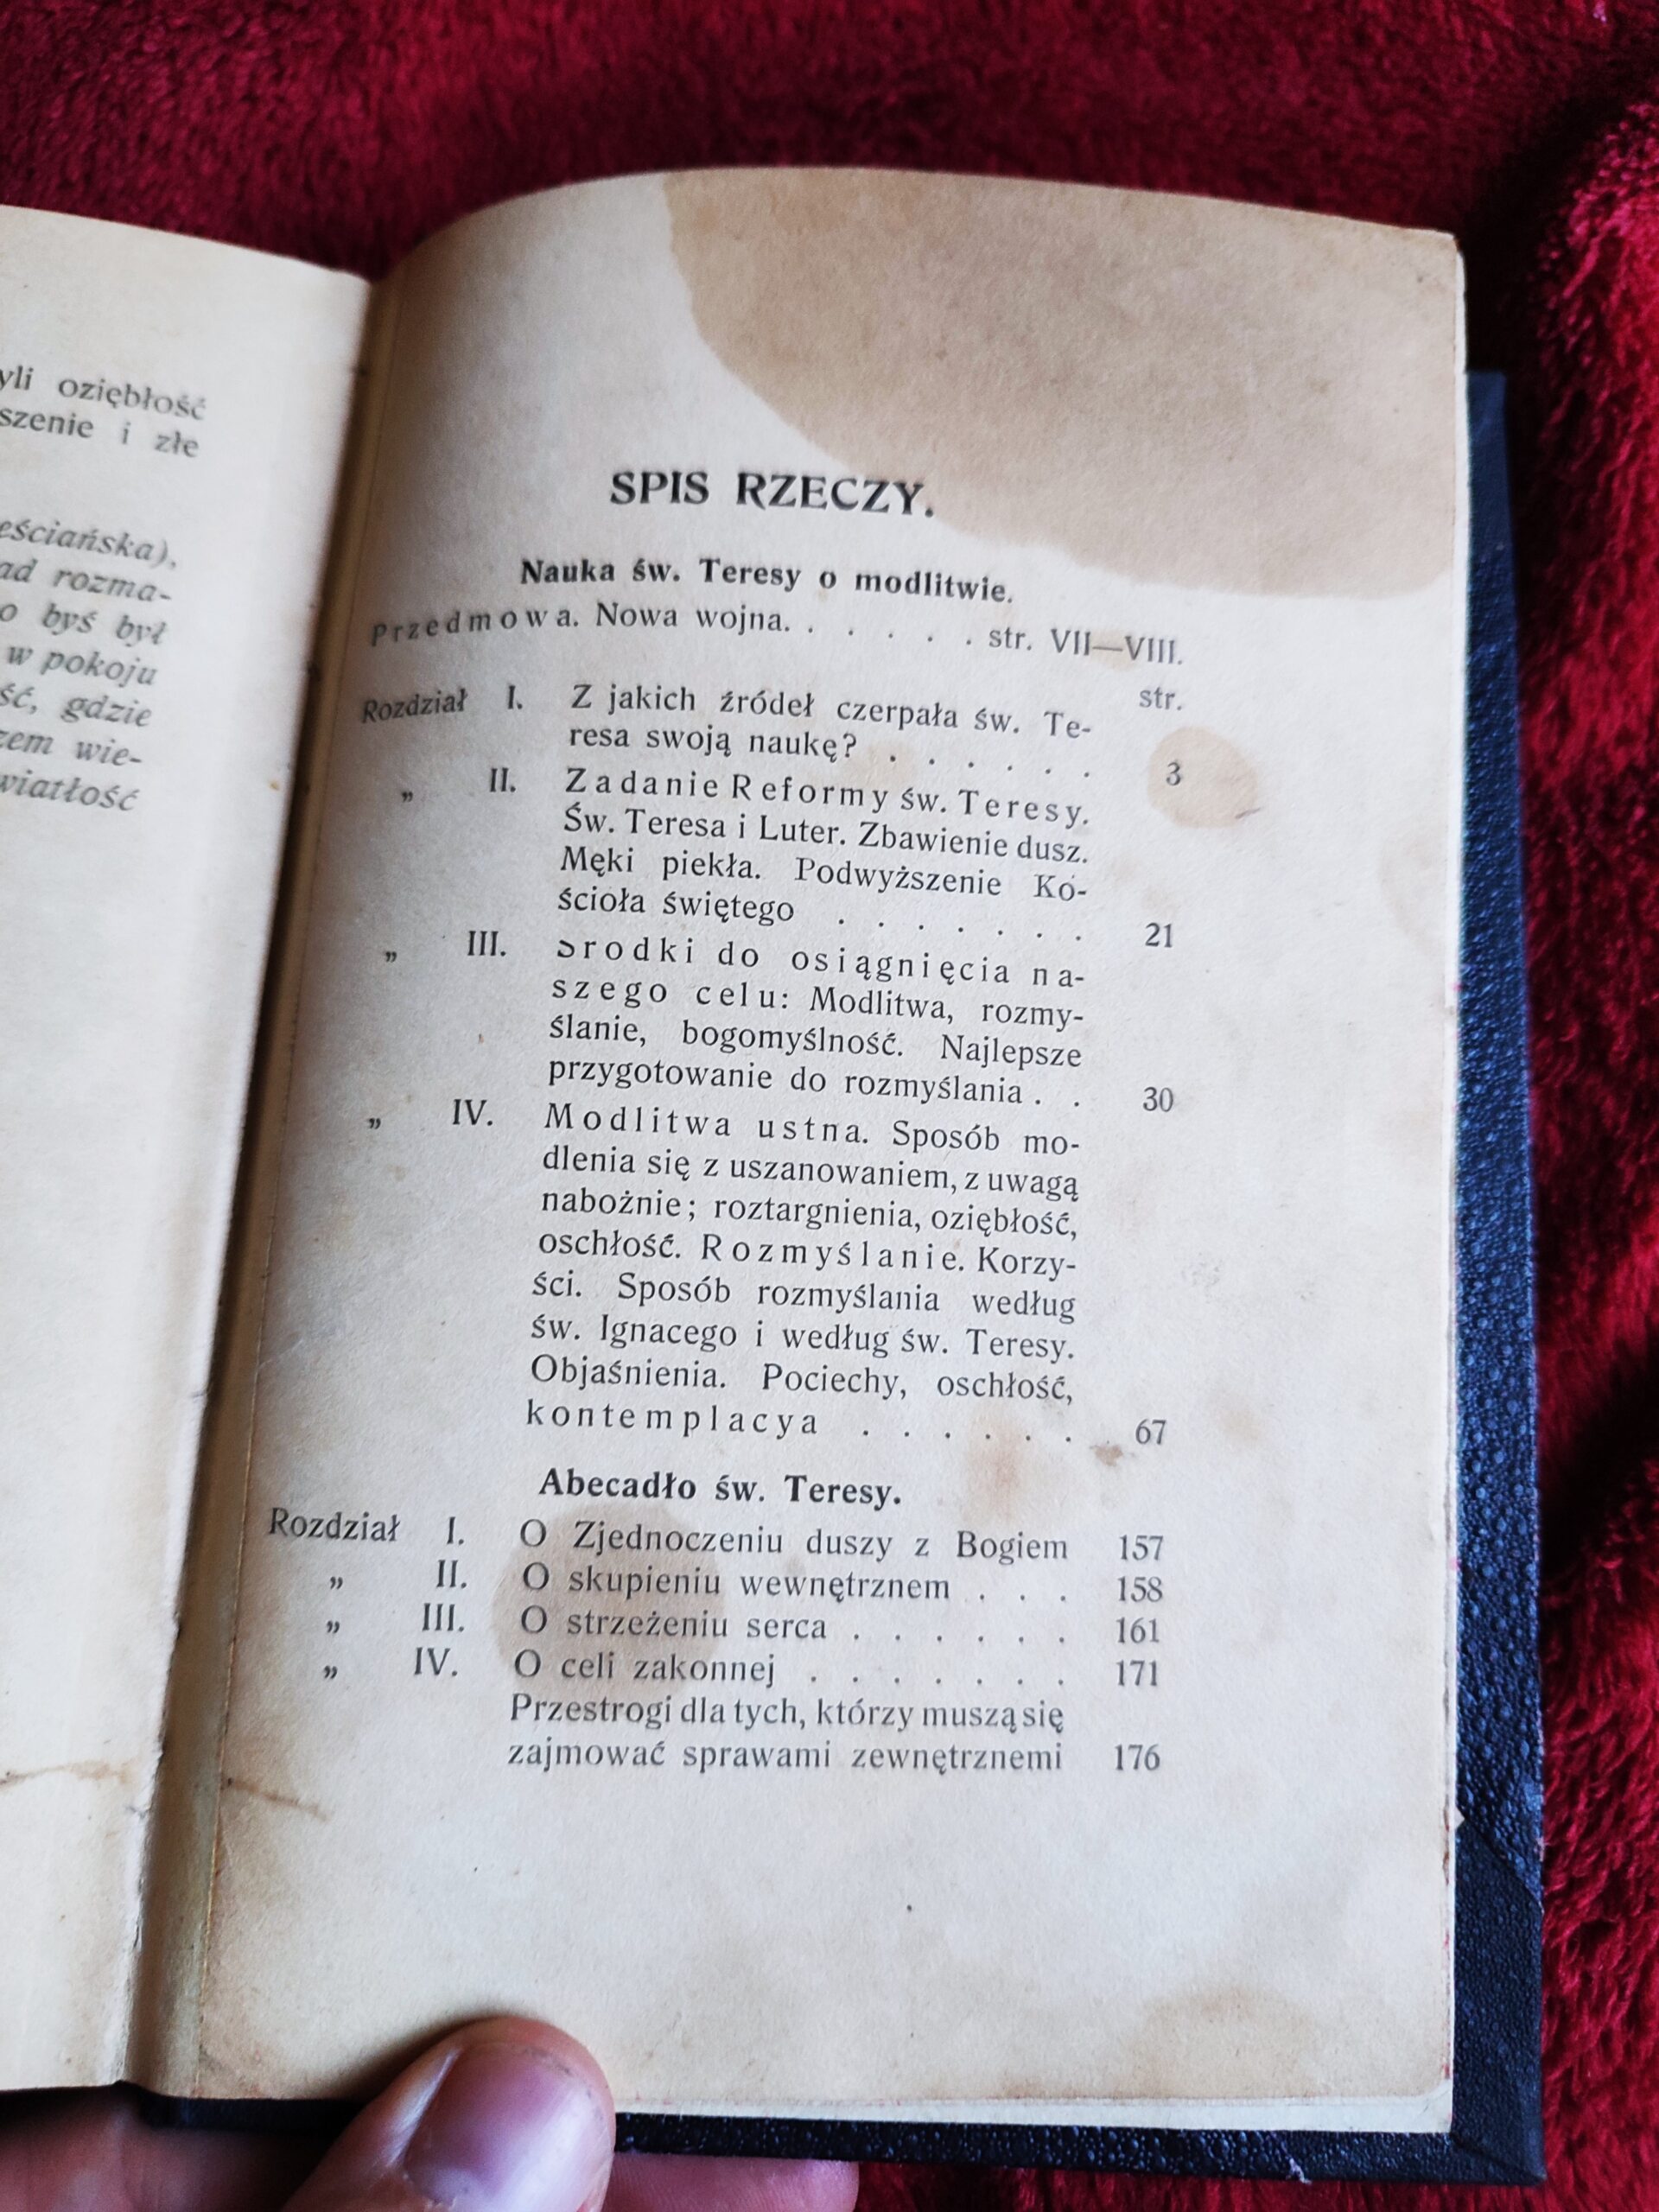 yli oziębłość
szenie i złe
eściańska),
ad rozma-
o byś był
w pokoju
ść, gdzie
zem wie-
wiatłość
SPIS RZECZY.
Nauka św. Teresy o modlitwie.
Przedmowa. Nowa wojna. . . . . . str. VII—VIII.
str.
Rozdział I. Z jakich źródeł czerpała św. Te-
resa swoją naukę? . . . . . . 3
„ II. Zadanie Reformy św. Teresy.
Św. Teresa i Luter. Zbawienie dusz.
Męki piekła. Podwyższenie Ko-
ścioła świętego . . . . . . . 21
„ III. Srodki do osiągnięcia na-
szego celu: Modlitwa, rozmy-
ślanie, bogomyślność. Najlepsze
przygotowanie do rozmyślania . . 30
„ IV. Modlitwa ustna. Sposób mo-
dlenia się z uszanowaniem, z uwagą
nabożnie; roztargnienia, oziębłość,
oschłość. Rozmyślanie. Korzy-
ści. Sposób rozmyślania według
św. Ignacego i według św. Teresy.
Objaśnienia. Pociechy, oschłość,
kontemplacya . . . . . . 67
Abecadło św. Teresy.
Rozdział I. O Zjednoczeniu duszy z Bogiem 157
„ II. O skupieniu wewnętrznem . . . 158
„ III. O strzeżeniu serca . . . . . . 161
„ IV. O celi zakonnej . . . . . . . 171
Przestrogi dla tych, którzy muszą się
zajmować sprawami zewnętrznemi 176